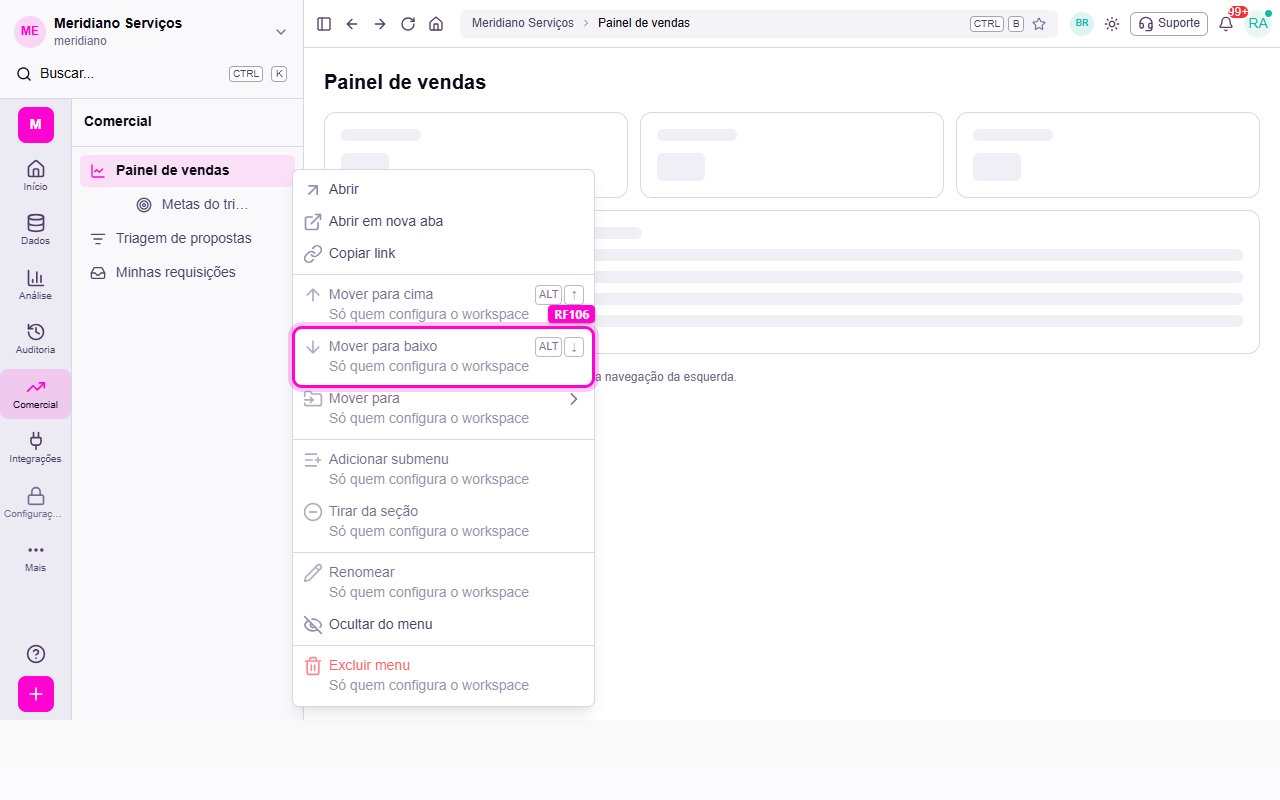 ME
Meridiano Serviços
meridiano
Buscar...
CTRL
K
Meridiano Serviços
Painel de vendas
CTRL
B
BR
Suporte
99+
RA
M
Início
Dados
Análise
Auditoria
Comercial
Integrações
Configuraç...
Mais
Comercial
Painel de vendas
Metas do tri...
Triagem de propostas
Minhas requisições
Painel de vendas
Abrir
Abrir em nova aba
Copiar link
Mover para cima
ALT ↑
Só quem configura o workspace
RF106
Mover para baixo
ALT ↓
Só quem configura o workspace
Mover para
Só quem configura o workspace
Adicionar submenu
Só quem configura o workspace
Tirar da seção
Só quem configura o workspace
Renomear
Só quem configura o workspace
Ocultar do menu
Excluir menu
Só quem configura o workspace
a navegação da esquerda.